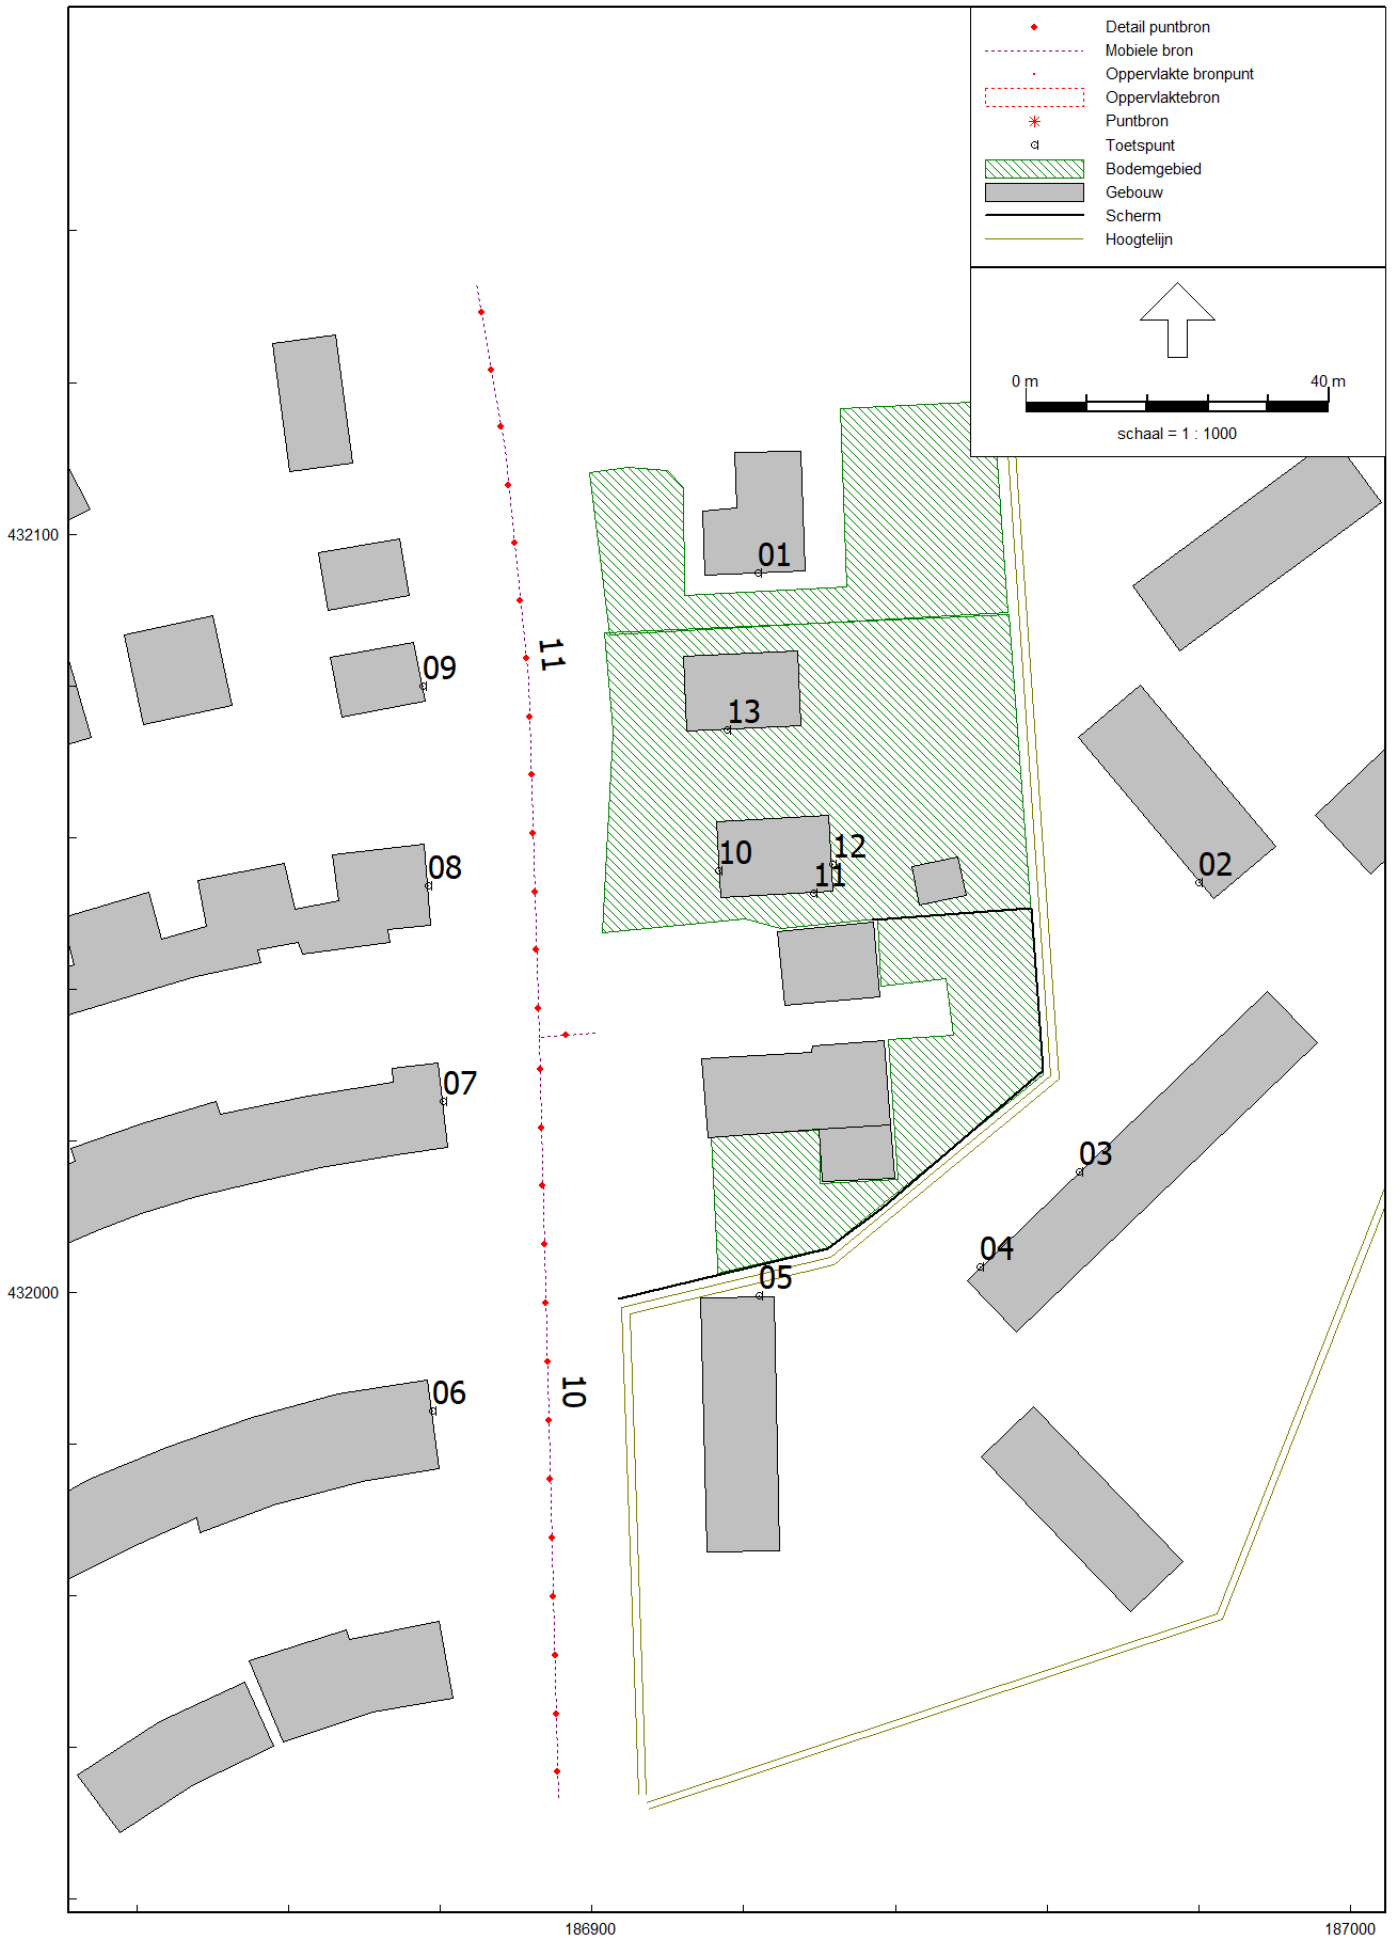 Detail puntbron
Mobiele bron
Oppervlakte bronpunt
Oppervlaktebron
Puntbron
Toetspunt
Bodemgebied
Gebouw
Scherm
Hoogtelijn
0 m 40 m
schaal = 1 : 1000
432100
01
11
09
13
10
12
11
08
02
07
03
04
432000
05
10
06
186900
187000